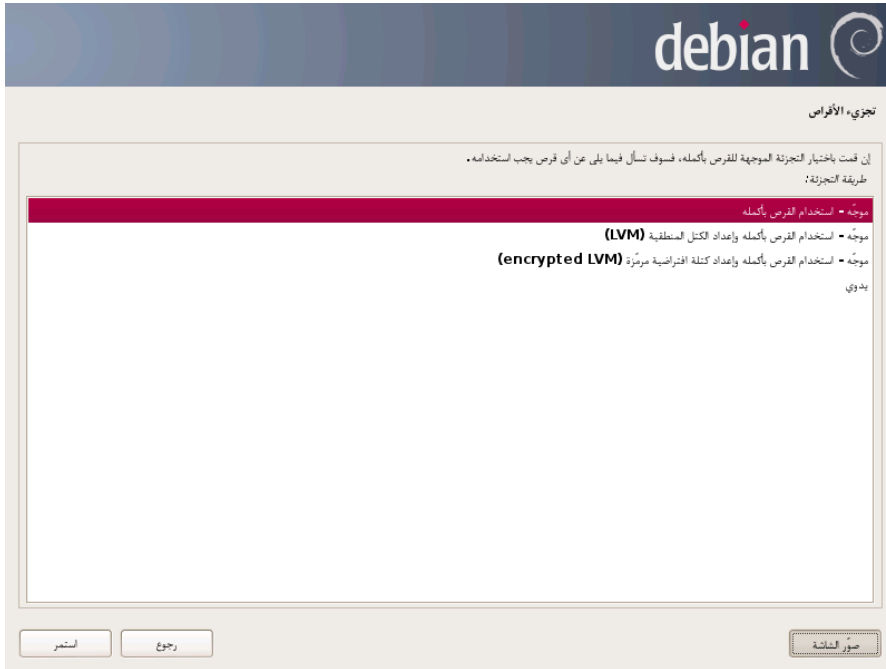 debian
تجزيء الأقراص
إن قمت باختيار التجزئة الموجهة للقرص بأكمله، فسوف تسأل فيما يلي عن أي قرص يجب استخدامه.
طريقة التجزئة:
موجّه - استخدام القرص بأكمله
موجّه - استخدام القرص بأكمله وإعداد الكتل المنطقية (LVM)
موجّه - استخدام القرص بأكمله وإعداد كتلة افتراضية مرمّزة (encrypted LVM)
يدوي
صوّر الشاشة
رجوع
استمر